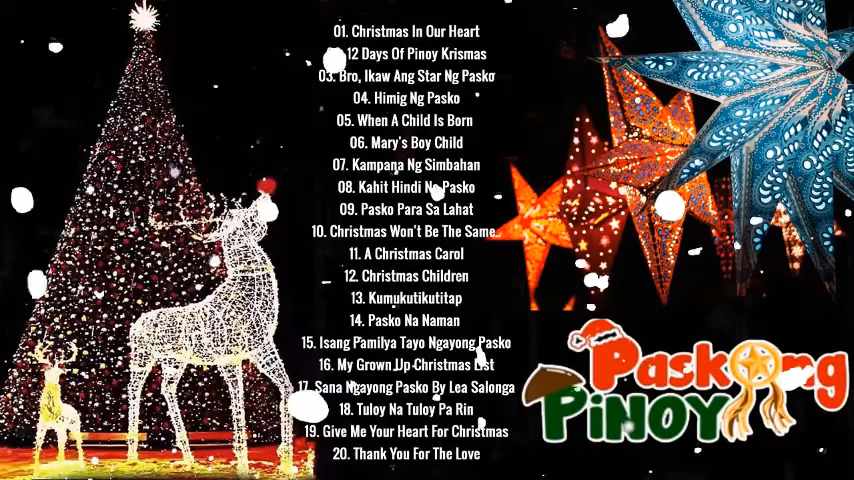 01. Christmas In Our Heart
12 Days Of Pinoy Krismas
03. Bro, Ikaw Ang Star Ng Pasko
04. Himig Ng Pasko
05. When A Child Is Born
06. Mary's Boy Child
07. Kampana Ng Simbahan
08. Kahit Hindi Na Pasko
09. Pasko Para Sa Lahat
10. Christmas Won't Be The Same
11. A Christmas Carol
12. Christmas Children
13. Kumukutikutitap
14. Pasko Na Naman
15. Isang Pamilya Tayo Ngayong Pasko
16. My Grown Up Christmas List
17. Sana Ngayong Pasko By Lea Salonga
18. Tuloy Na Tuloy Pa Rin
19. Give Me Your Heart For Christmas
20. Thank You For The Love
Paskong
PiNOY